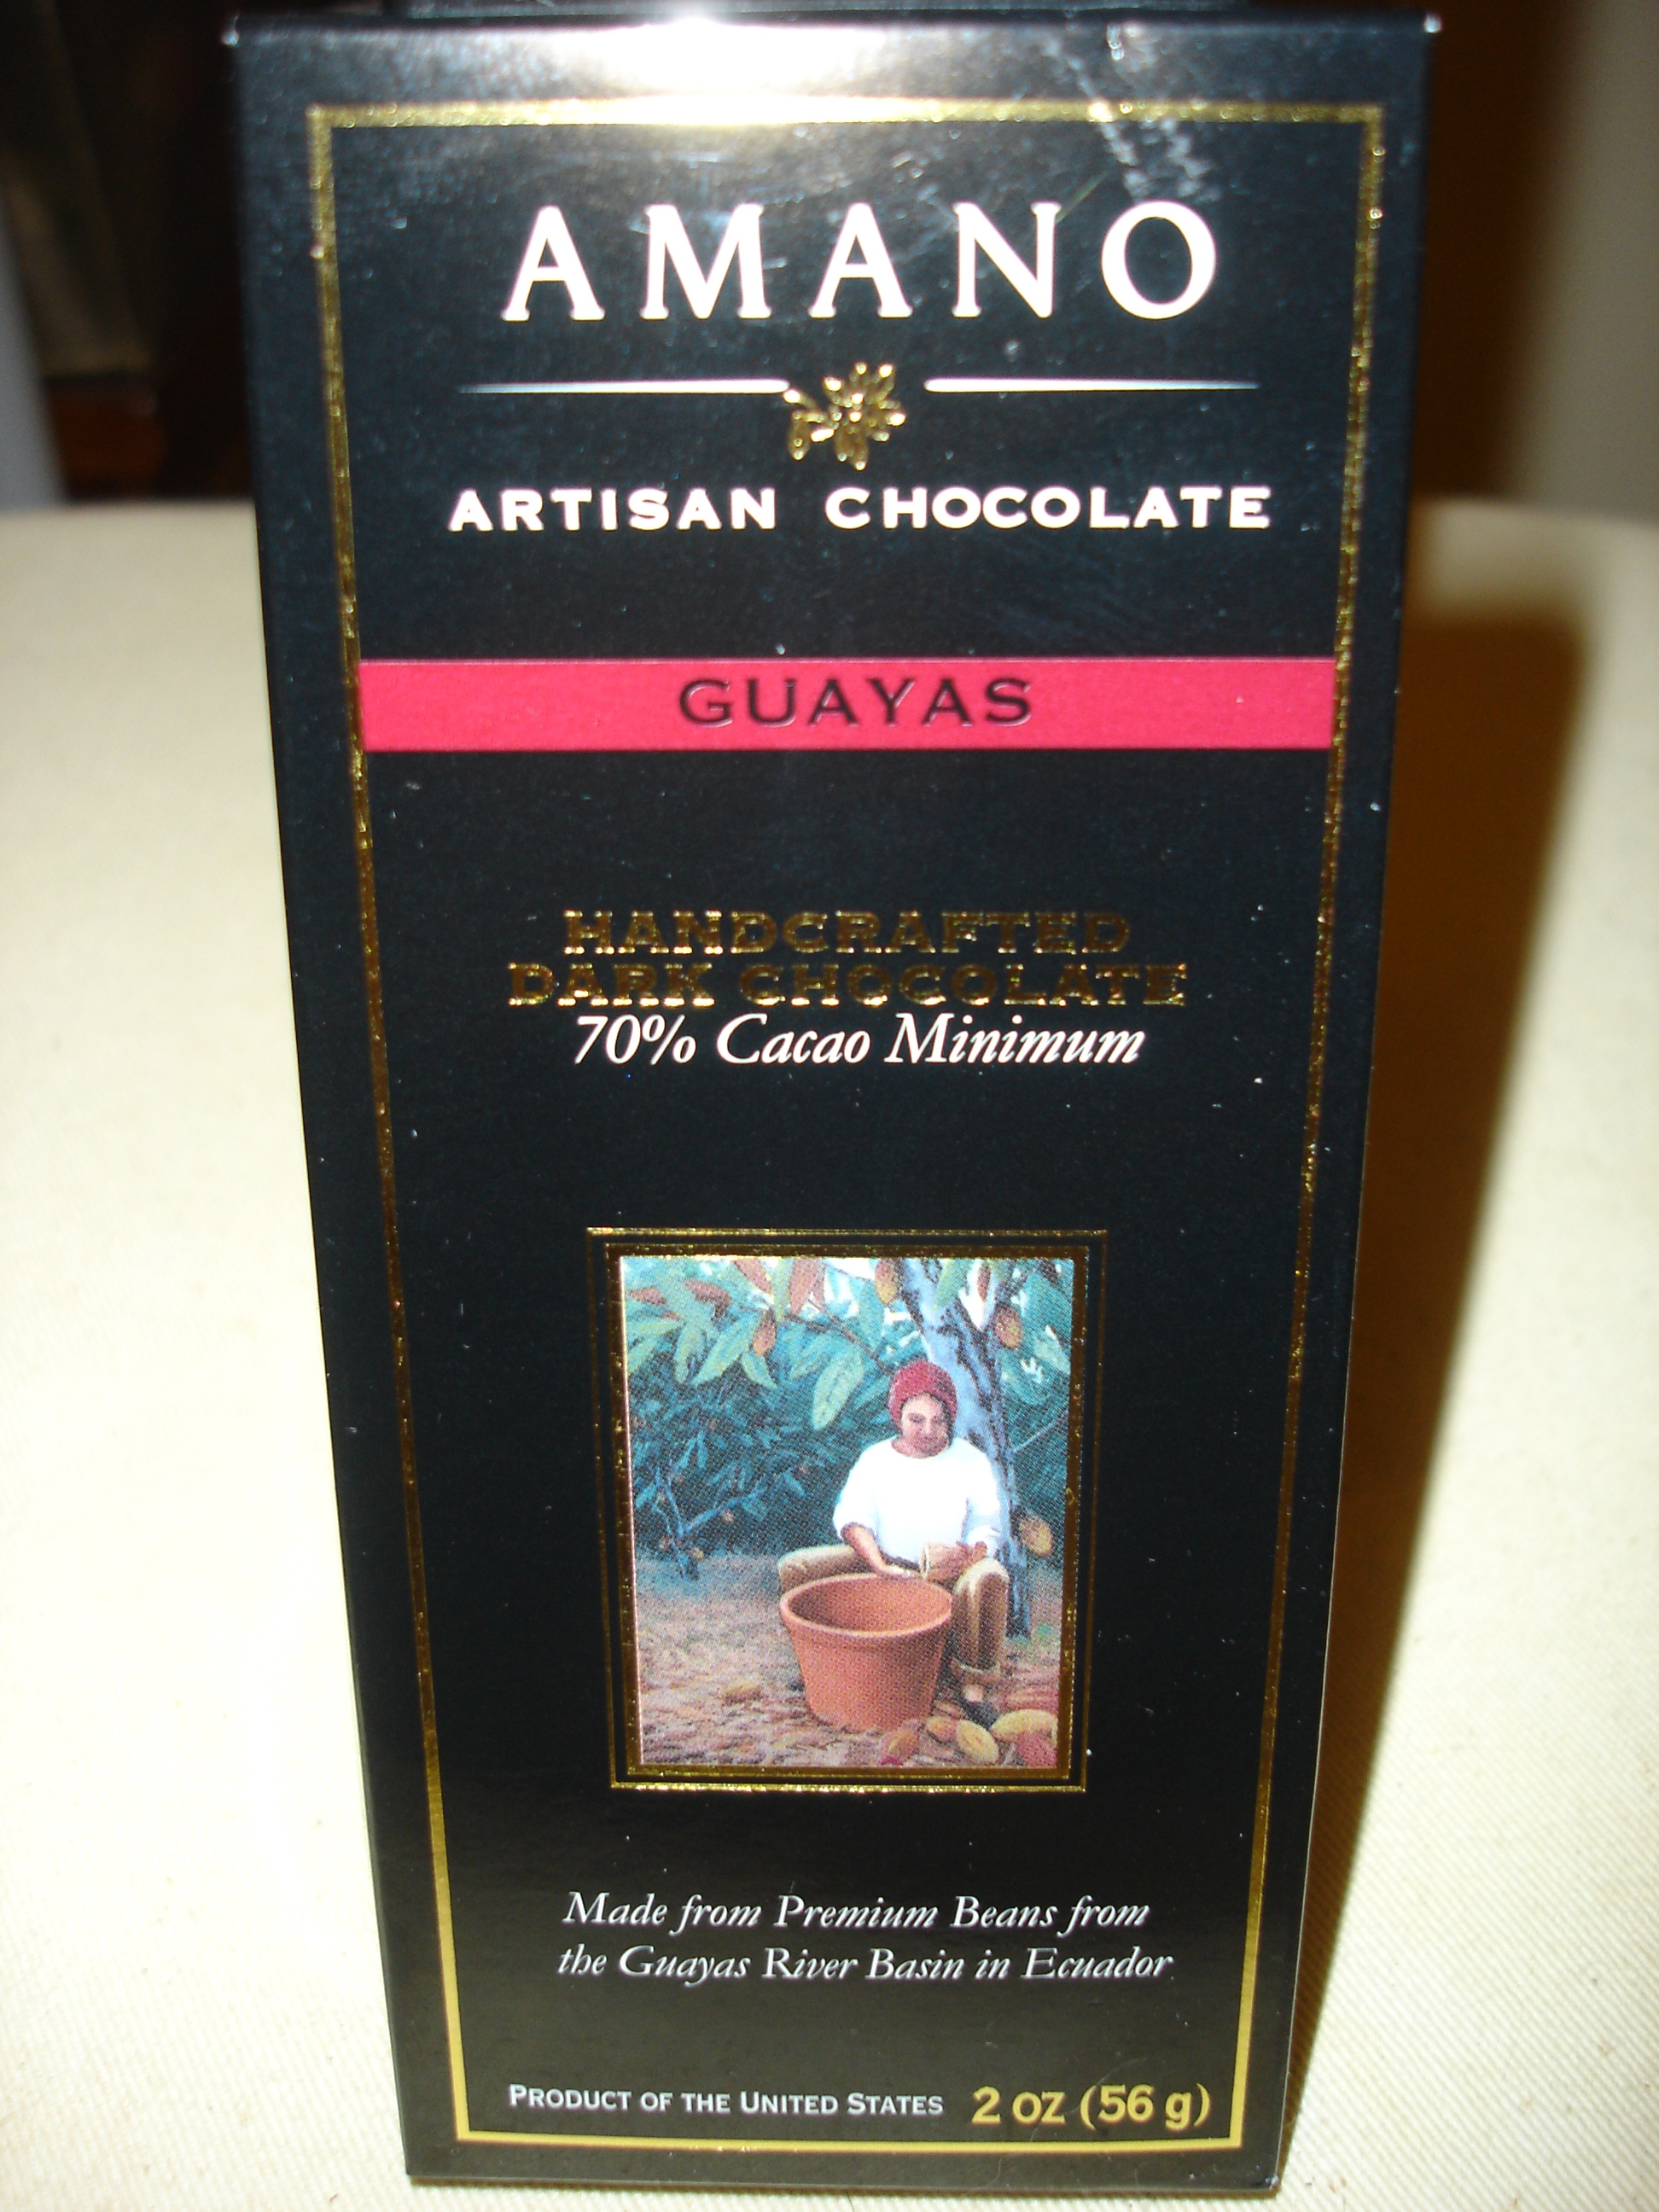 AMANO
ARTISAN CHOCOLATE
GUAYAS
HANDCRAFTED
DARK CHOCOLATE
70% Cacao Minimum
Made from Premium Beans from
the Guayas River Basin in Ecuador
PRODUCT OF THE UNITED STATES 2 oz (56 g)